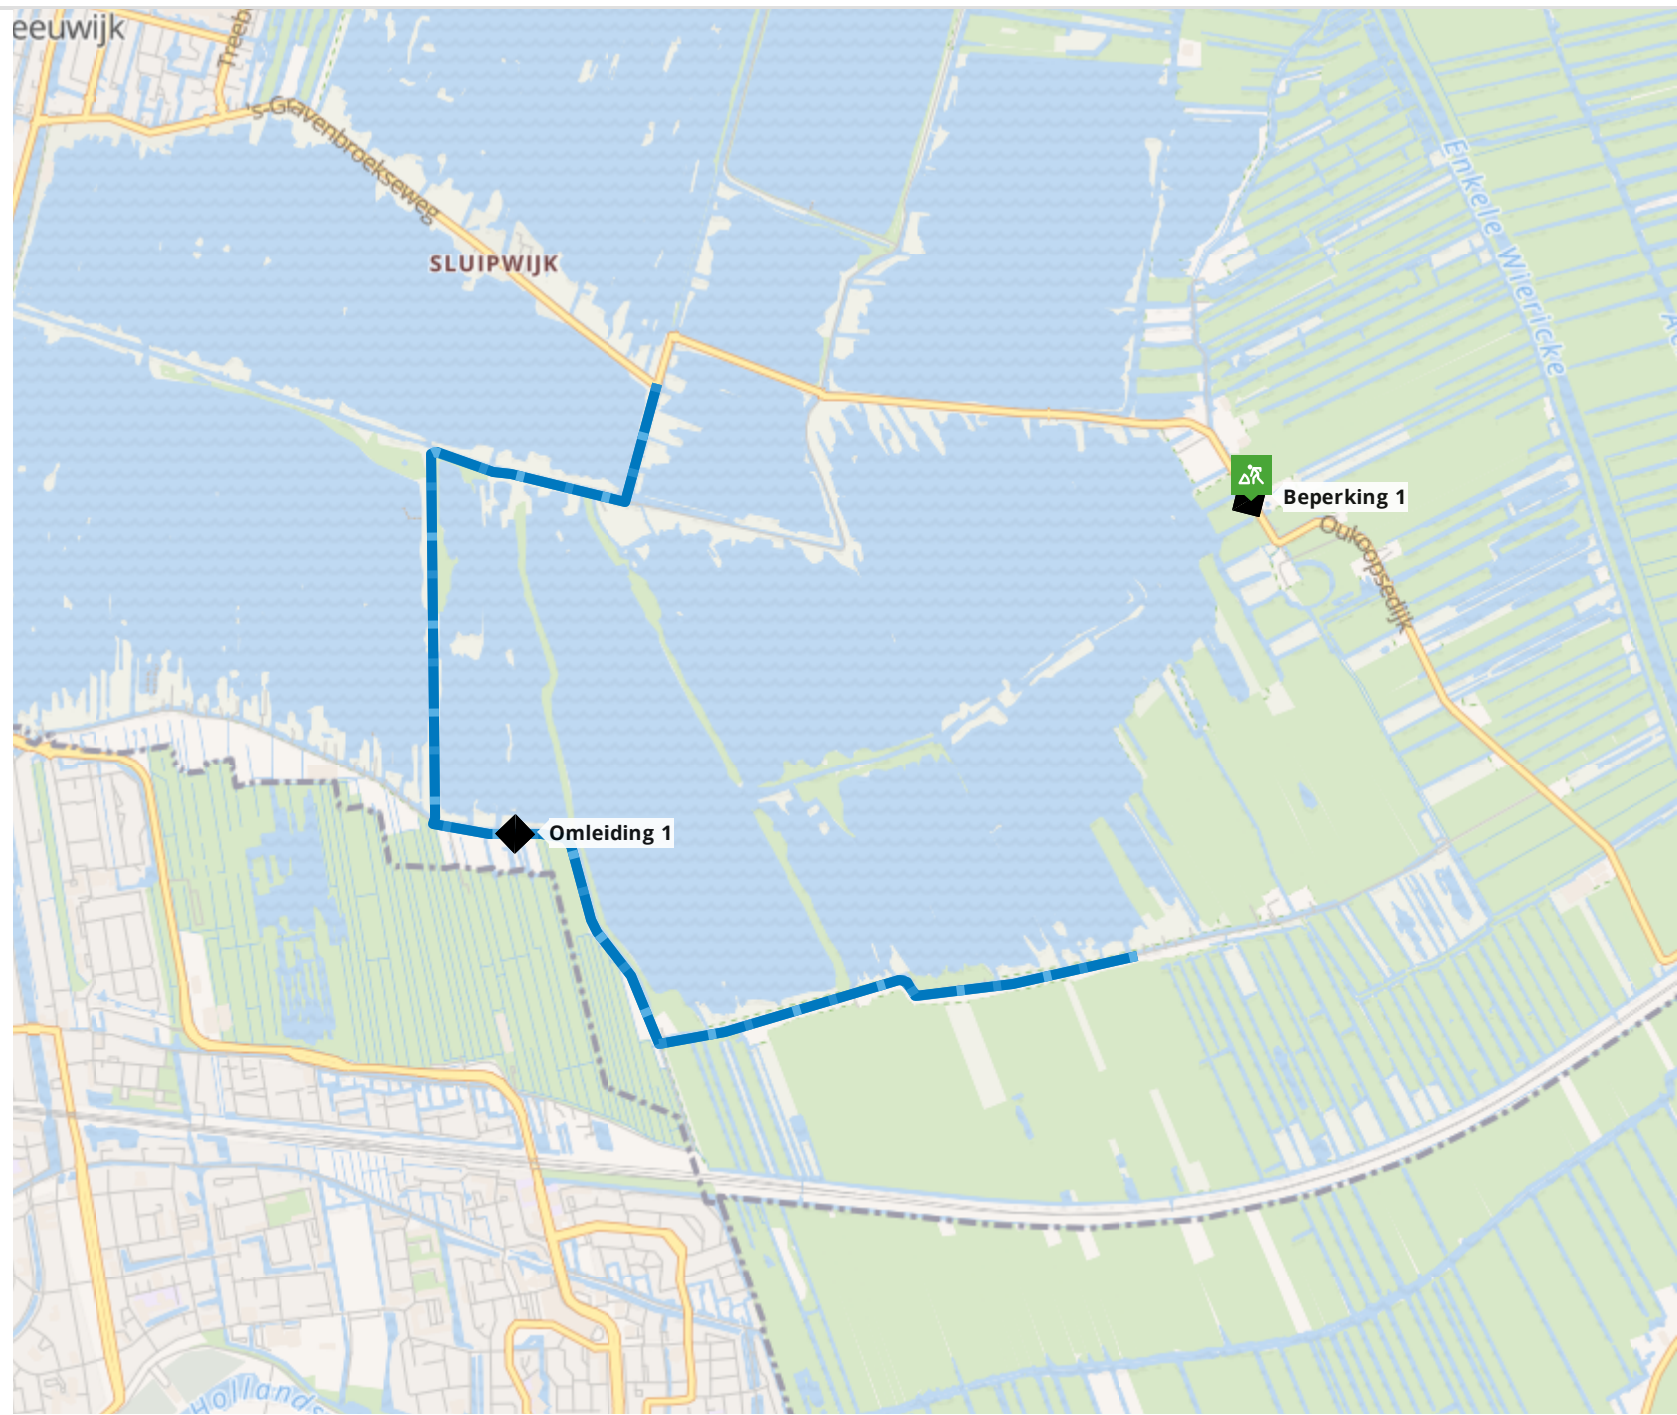 eeuwijk
Treeb
's-Gravenbroekseweg
SLUIPWIJK
Enkele Wiericke
Beperking 1
Oukoopsedijk
Omleiding 1
Hollands